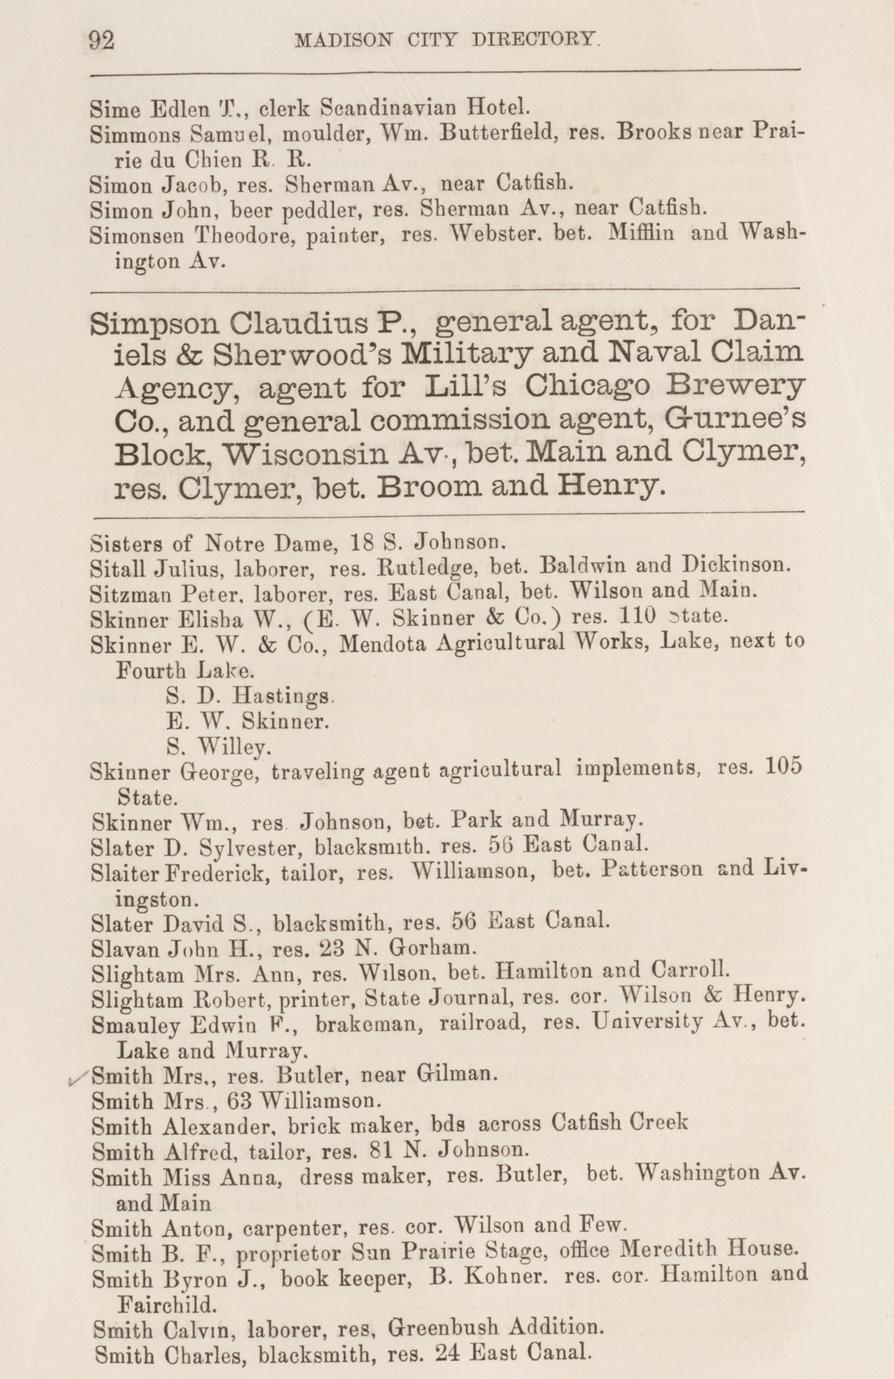 92 MADISON CITY DIRECTORY.
Sime Edlen T., clerk Scandinavian Hotel.
Simmons Samuel, moulder, Wm. Butterfield, res. Brooks near Prai-
rie du Chien R. R.
Simon Jacob, res. Sherman Av., near Catfish.
Simon John, beer peddler, res. Sherman Av., near Catfish.
Simonsen Theodore, painter, res. Webster. bet. Mifflin and Wash-
ington Av.
Simpson Claudius P., general agent, for Dan-
iels & Sherwood's Military and Naval Claim
Agency, agent for Lill's Chicago Brewery
Co., and general commission agent, Gurnee's
Block, Wisconsin Av., bet. Main and Clymer,
res. Clymer, bet. Broom and Henry.
Sisters of Notre Dame, 18 S. Johnson.
Sitall Julius, laborer, res. Rutledge, bet. Baldwin and Dickinson.
Sitzman Peter, laborer, res. East Canal, bet. Wilson and Main.
Skinner Elisha W., (E. W. Skinner & Co.) res. 110 State.
Skinner E. W. & Co., Mendota Agricultural Works, Lake, next to
Fourth Lake.
S. D. Hastings.
E. W. Skinner.
S. Willey.
Skinner George, traveling agent agricultural implements, res. 105
State.
Skinner Wm., res. Johnson, bet. Park and Murray.
Slater D. Sylvester, blacksmith. res. 56 East Canal.
Slaiter Frederick, tailor, res. Williamson, bet. Patterson and Liv-
ingston.
Slater David S., blacksmith, res. 56 East Canal.
Slavan John H., res. 23 N. Gorham.
Slightam Mrs. Ann, res. Wilson, bet. Hamilton and Carroll.
Slightam Robert, printer, State Journal, res. cor. Wilson & Henry.
Smauley Edwin F., brakeman, railroad, res. University Av., bet.
Lake and Murray.
Smith Mrs., res. Butler, near Gilman.
Smith Mrs., 63 Williamson.
Smith Alexander, brick maker, bds across Catfish Creek
Smith Alfred, tailor, res. 81 N. Johnson.
Smith Miss Anna, dress maker, res. Butler, bet. Washington Av.
and Main
Smith Anton, carpenter, res. cor. Wilson and Few.
Smith B. F., proprietor Sun Prairie Stage, office Meredith House.
Smith Byron J., book keeper, B. Kohner. res. cor. Hamilton and
Fairchild.
Smith Calvin, laborer, res, Greenbush Addition.
Smith Charles, blacksmith, res. 24 East Canal.